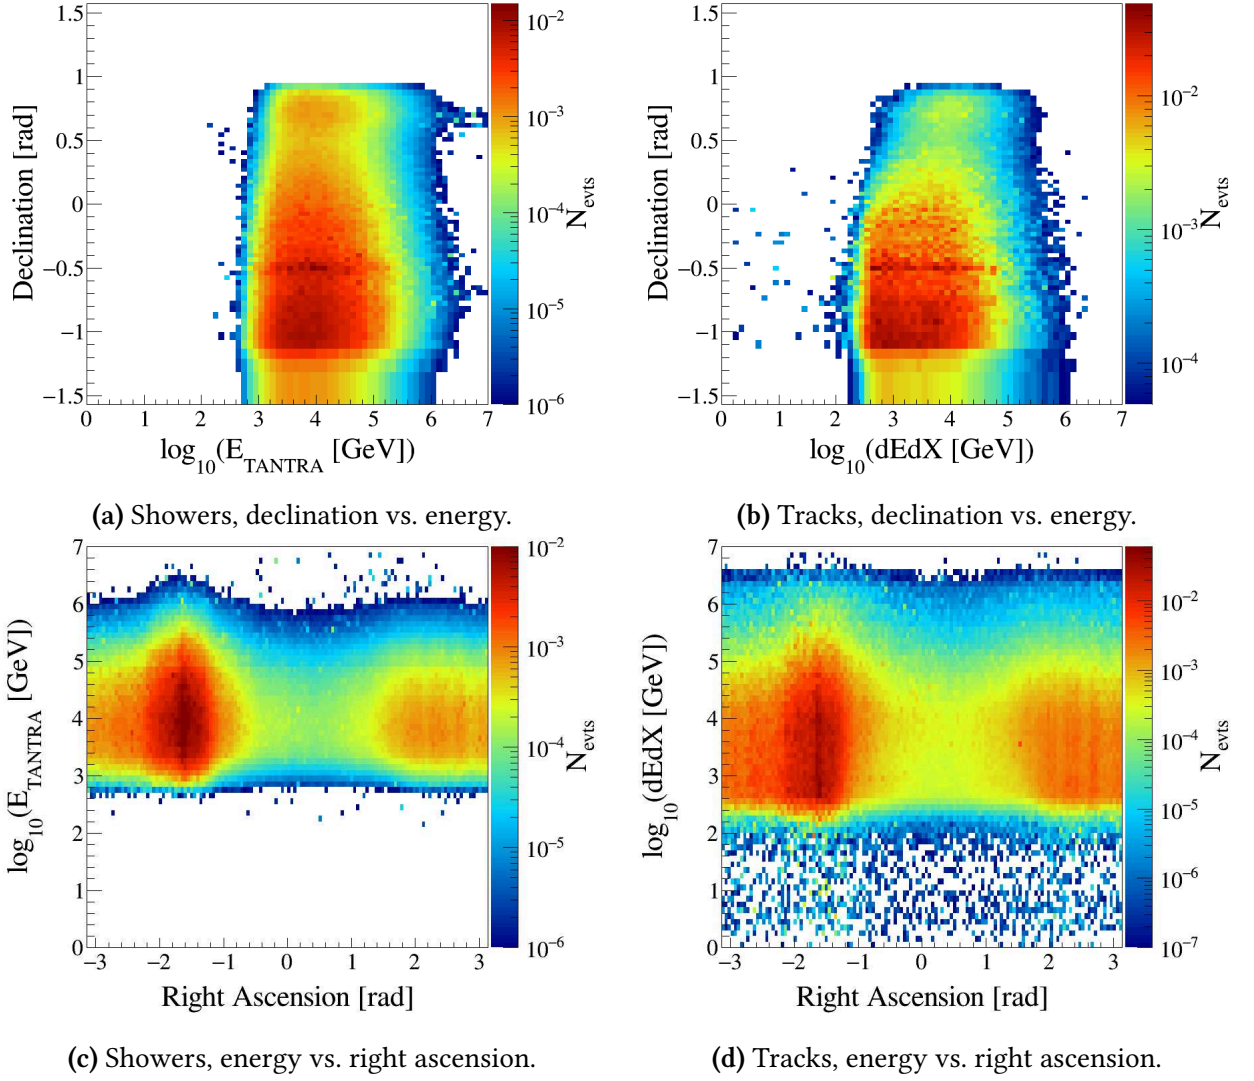 1.5
1
0.5
0
−0.5
−1
−1.5
Declination [rad]
0 1 2 3 4 5 6 7
log10(E_TANTRA [GeV])
10−2
10−3
10−4
10−5
10−6
Nevts
1.5
1
0.5
0
−0.5
−1
−1.5
Declination [rad]
0 1 2 3 4 5 6 7
log10(dEdX [GeV])
10−2
10−3
10−4
Nevts
(a) Showers, declination vs. energy.
(b) Tracks, declination vs. energy.
7
6
5
4
3
2
1
0
log10(E_TANTRA [GeV])
−3 −2 −1 0 1 2 3
Right Ascension [rad]
10−2
10−3
10−4
10−5
10−6
Nevts
7
6
5
4
3
2
1
0
log10(dEdX [GeV])
−3 −2 −1 0 1 2 3
Right Ascension [rad]
10−2
10−3
10−4
10−5
10−6
10−7
Nevts
(c) Showers, energy vs. right ascension.
(d) Tracks, energy vs. right ascension.